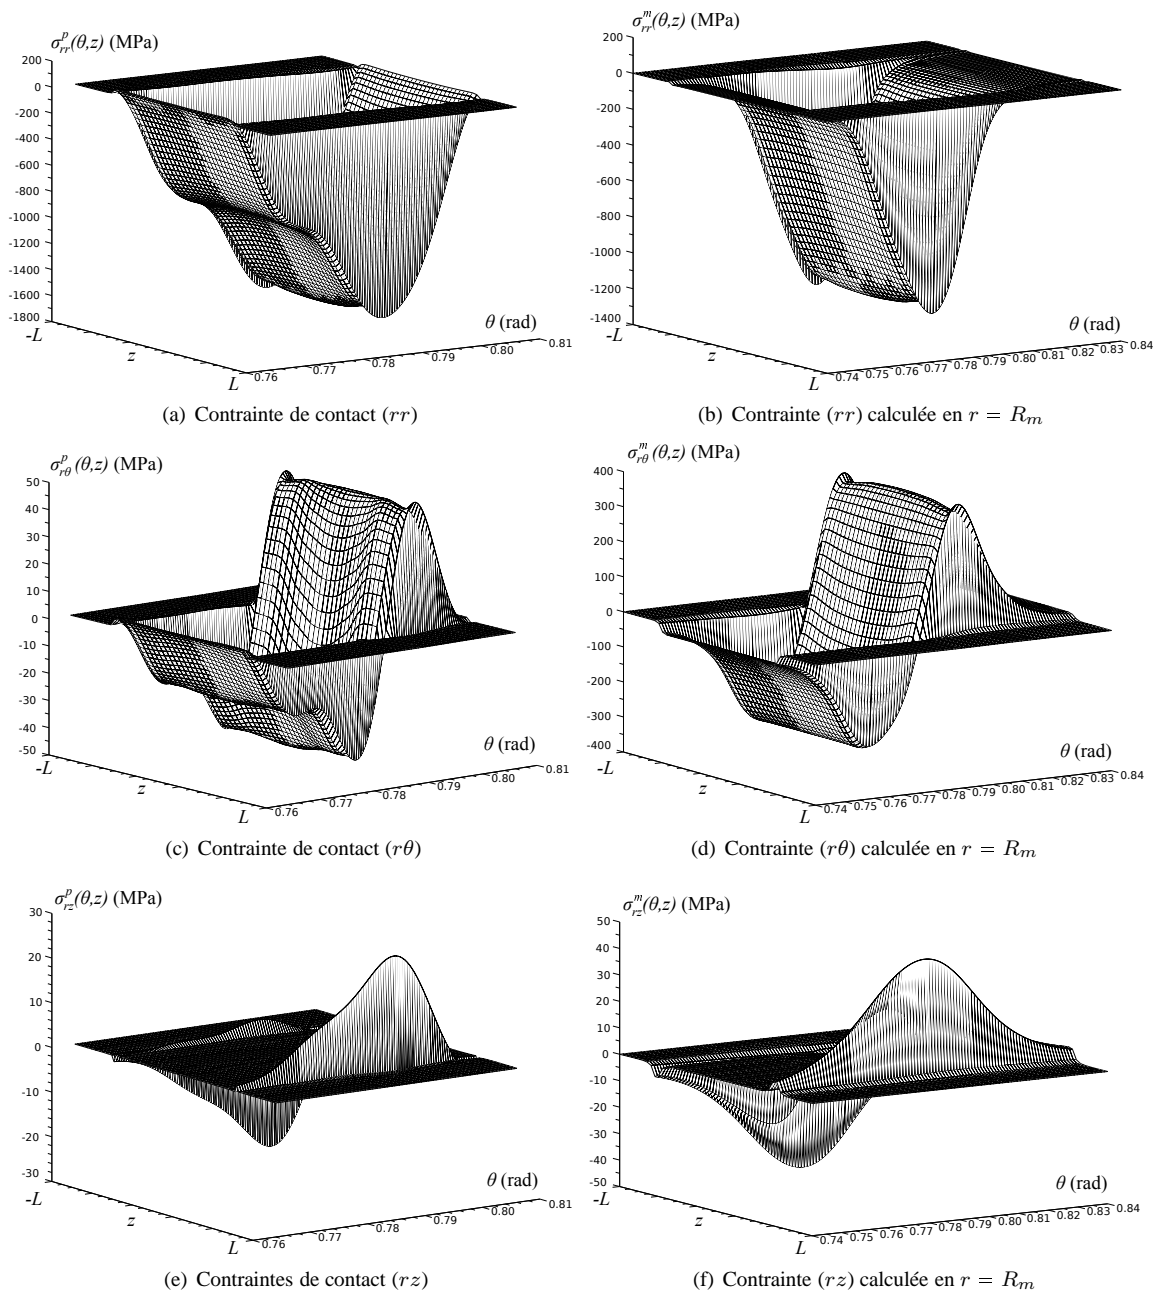 σᵖᵣᵣ(θ,z) (MPa)
200
0
-200
-400
-600
-800
-1000
-1200
-1400
-1600
-1800
-L
z
L
0.76
0.77
0.78
0.79
0.80
0.81
θ (rad)
(a) Contrainte de contact (rr)
σᵐᵣᵣ(θ,z) (MPa)
200
0
-200
-400
-600
-800
-1000
-1200
-1400
-L
z
L
0.74 0.75 0.76 0.77 0.78 0.79 0.80 0.81 0.82 0.83 0.84
θ (rad)
(b) Contrainte (rr) calculée en r = Rₘ
σᵖᵣθ(θ,z) (MPa)
50
40
30
20
10
0
-10
-20
-30
-40
-50
-L
z
L
0.76
0.77
0.78
0.79
0.80
0.81
θ (rad)
(c) Contrainte de contact (rθ)
σᵐᵣθ(θ,z) (MPa)
400
300
200
100
0
-100
-200
-300
-400
-L
z
L
0.74 0.75 0.76 0.77 0.78 0.79 0.80 0.81 0.82 0.83 0.84
θ (rad)
(d) Contrainte (rθ) calculée en r = Rₘ
σᵖᵣz(θ,z) (MPa)
30
20
10
0
-10
-20
-30
-L
z
L
0.76
0.77
0.78
0.79
0.80
0.81
θ (rad)
(e) Contraintes de contact (rz)
σᵐᵣz(θ,z) (MPa)
50
40
30
20
10
0
-10
-20
-30
-40
-50
-L
z
L
0.74 0.75 0.76 0.77 0.78 0.79 0.80 0.81 0.82 0.83 0.84
θ (rad)
(f) Contrainte (rz) calculée en r = Rₘ